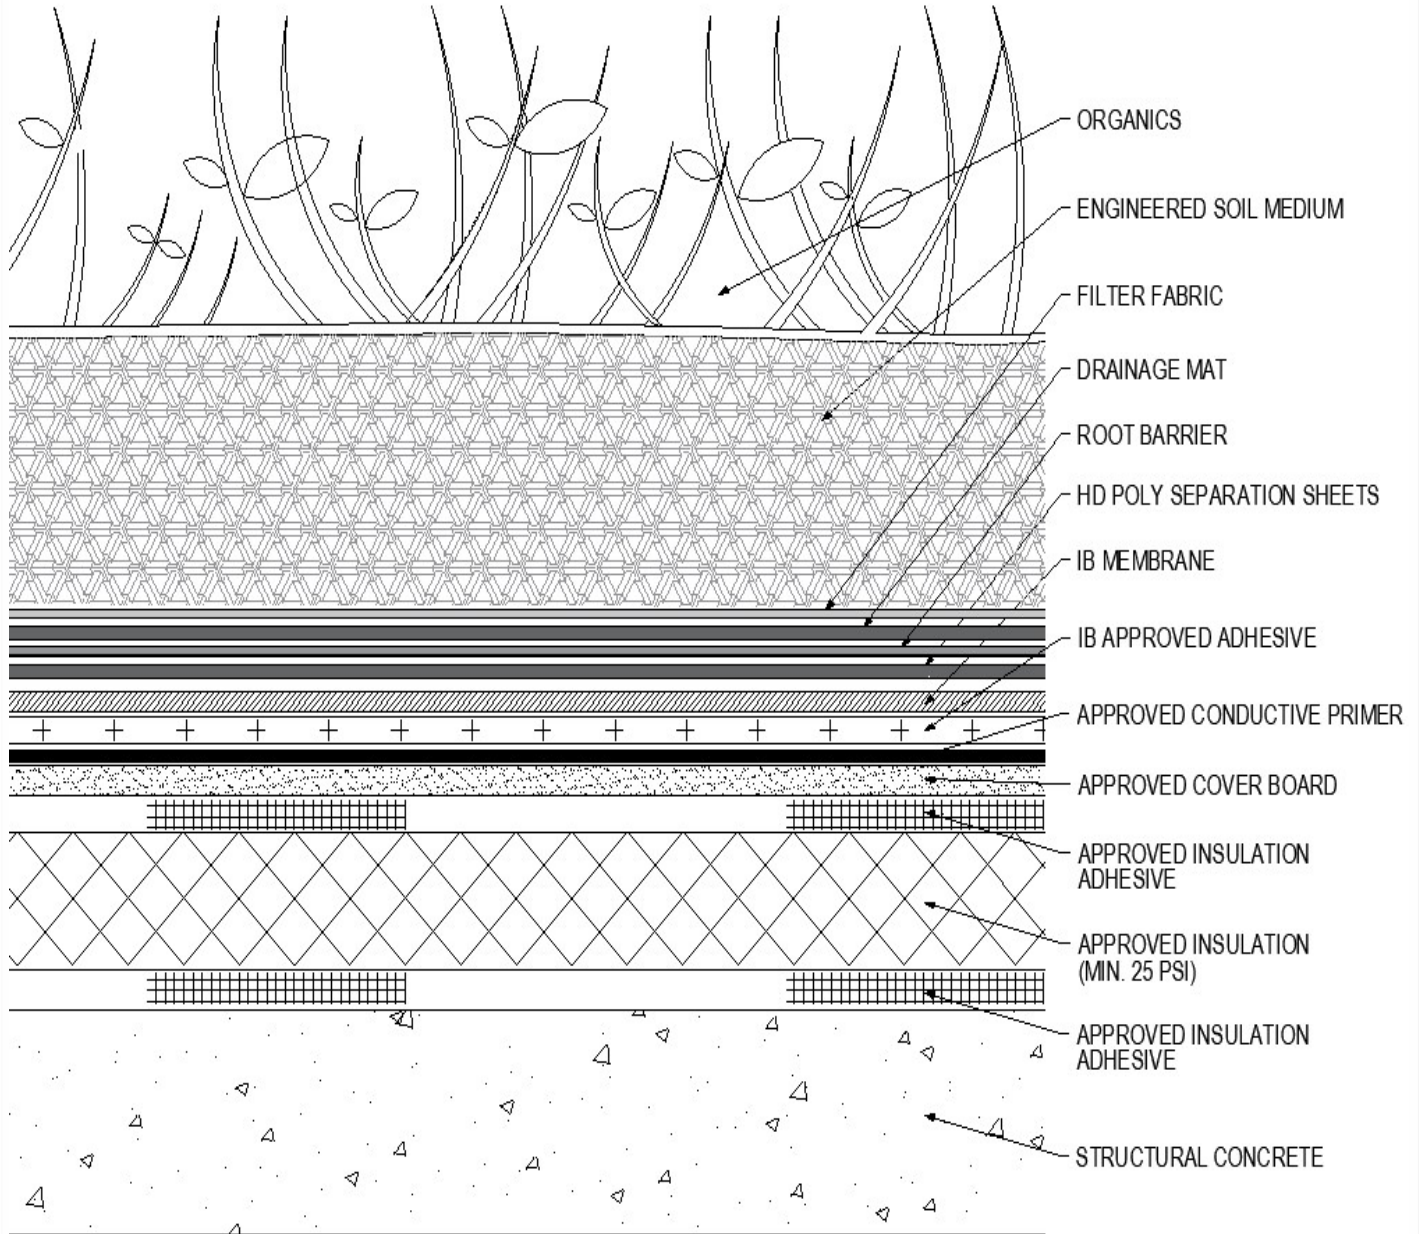 ORGANICS
ENGINEERED SOIL MEDIUM
FILTER FABRIC
DRAINAGE MAT
ROOT BARRIER
HD POLY SEPARATION SHEETS
IB MEMBRANE
IB APPROVED ADHESIVE
APPROVED CONDUCTIVE PRIMER
APPROVED COVER BOARD
APPROVED INSULATION
ADHESIVE
APPROVED INSULATION
(MIN. 25 PSI)
APPROVED INSULATION
ADHESIVE
STRUCTURAL CONCRETE